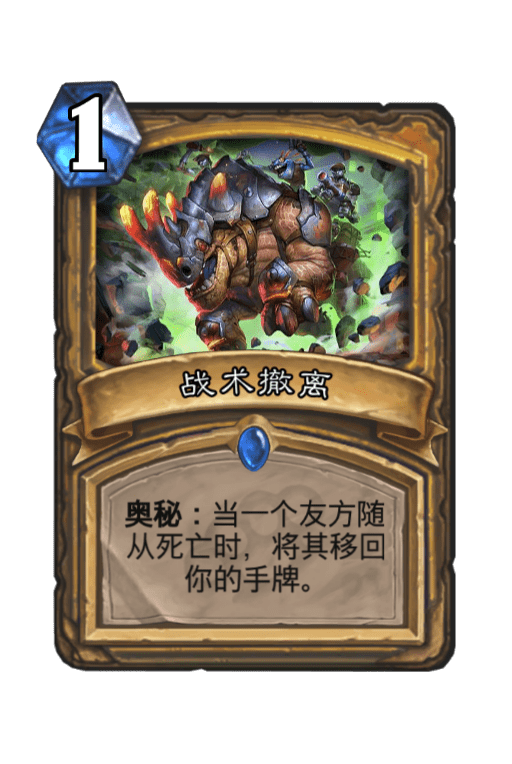 1
战术撤离
奥秘：当一个友方随
从死亡时，将其移回
你的手牌。